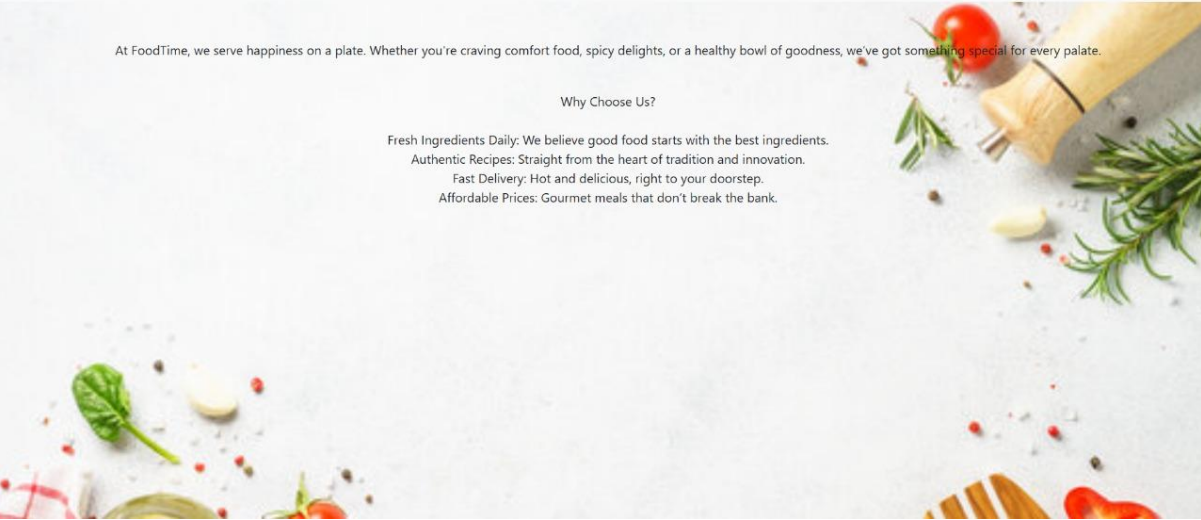 At FoodTime, we serve happiness on a plate. Whether you're craving comfort food, spicy delights, or a healthy bowl of goodness, we've got something special for every palate.
Why Choose Us?
Fresh Ingredients Daily: We believe good food starts with the best ingredients.
Authentic Recipes: Straight from the heart of tradition and innovation.
Fast Delivery: Hot and delicious, right to your doorstep.
Affordable Prices: Gourmet meals that don't break the bank.